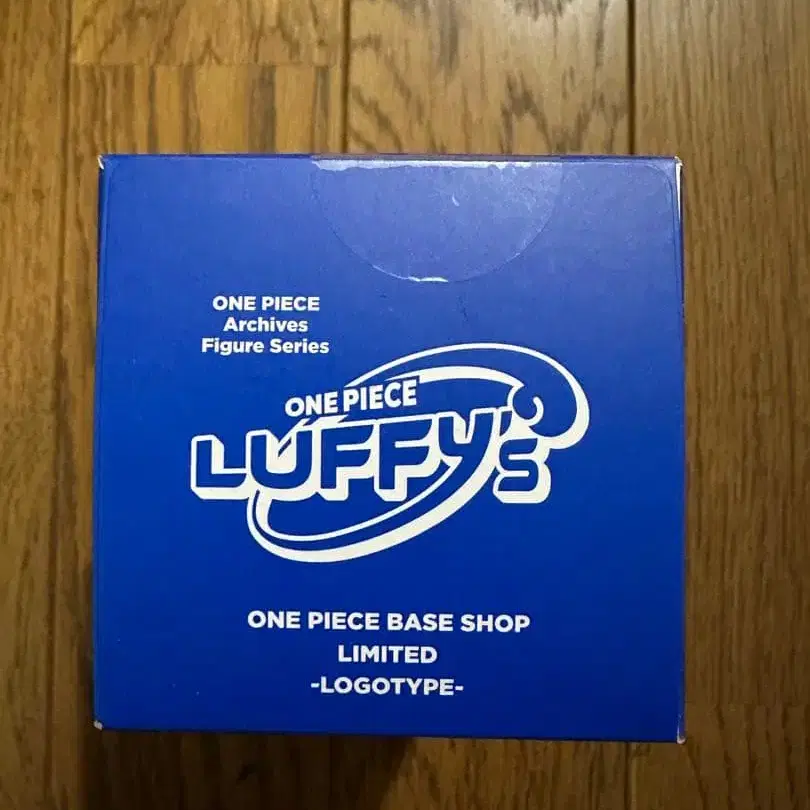 ONE PIECE
Archives
Figure Series
ONE PIECE
LUFFY'S
ONE PIECE BASE SHOP
LIMITED
-LOGOTYPE-